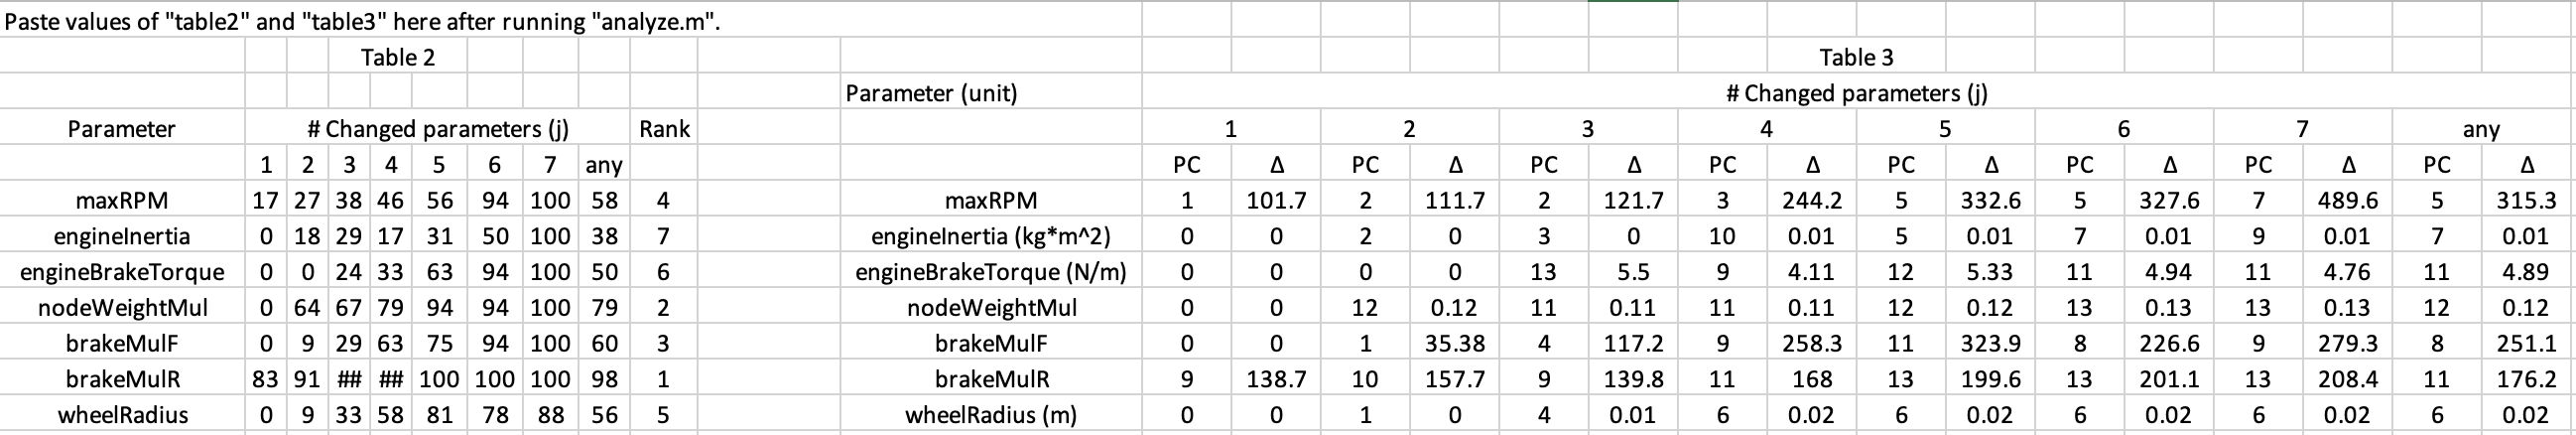 Paste values of "table2" and "table3" here after running "analyze.m".
Table 2 Table 3
Parameter (unit) # Changed parameters (j)
Parameter # Changed parameters (j) Rank 1 2 3 4 5 6 7 any
1 2 3 4 5 6 7 any PC Δ PC Δ PC Δ PC Δ PC Δ PC Δ PC Δ PC Δ
maxRPM 17 27 38 46 56 94 100 58 4 maxRPM 1 101.7 2 111.7 2 121.7 3 244.2 5 332.6 5 327.6 7 489.6 5 315.3
engineInertia 0 18 29 17 31 50 100 38 7 engineInertia (kg*m^2) 0 0 2 0 3 0 10 0.01 5 0.01 7 0.01 9 0.01 7 0.01
engineBrakeTorque 0 0 24 33 63 94 100 50 6 engineBrakeTorque (N/m) 0 0 0 0 13 5.5 9 4.11 12 5.33 11 4.94 11 4.76 11 4.89
nodeWeightMul 0 64 67 79 94 94 100 79 2 nodeWeightMul 0 0 12 0.12 11 0.11 11 0.11 12 0.12 13 0.13 13 0.13 12 0.12
brakeMulF 0 9 29 63 75 94 100 60 3 brakeMulF 0 0 1 35.38 4 117.2 9 258.3 11 323.9 8 226.6 9 279.3 8 251.1
brakeMulR 83 91 ## ## 100 100 100 98 1 brakeMulR 9 138.7 10 157.7 9 139.8 11 168 13 199.6 13 201.1 13 208.4 11 176.2
wheelRadius 0 9 33 58 81 78 88 56 5 wheelRadius (m) 0 0 1 0 4 0.01 6 0.02 6 0.02 6 0.02 6 0.02 6 0.02